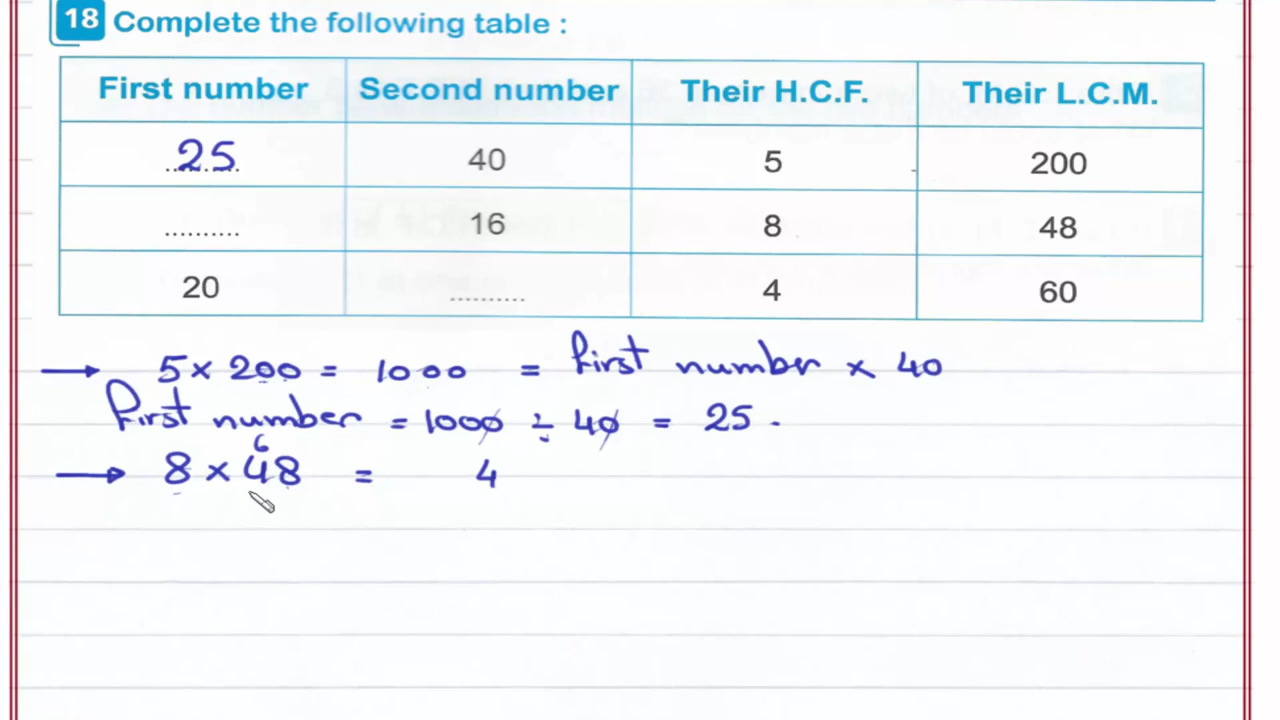 18 Complete the following table :
First number Second number Their H.C.F. Their L.C.M.
25 40 5 200
.......... 16 8 48
20 .......... 4 60
→ 5 × 200 = 1000 = first number × 40
first number = 1000 ÷ 40 = 25 .
6
→ 8 × 48 = 4